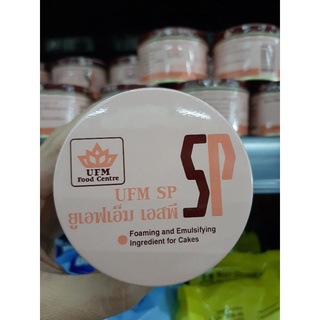 UFM
Food Centre
SP
UFM SP
ยูเอฟเอ็ม เอสพี
Foaming and Emulsifying
Ingredient for Cakes